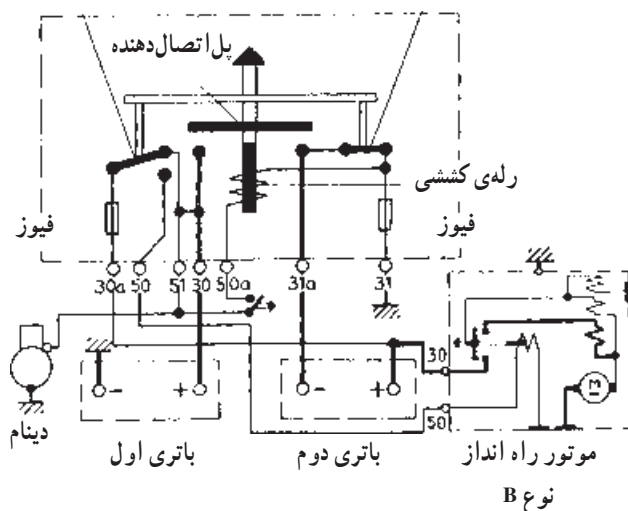 پل اتصال‌دهنده
رله‌ی کششی
فیوز
فیوز
30a 50 51 30 50a 31a 31
30
50
- +
- +
M
دینام
باتری اول
باتری دوم
موتور راه انداز
نوع B